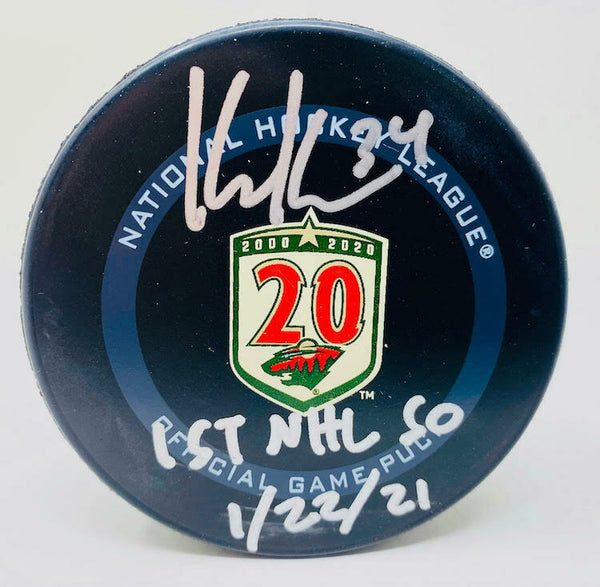 34
NATIONAL HOCKEY LEAGUE®
2000 2020
20
®
TM
1ST NHL SO
OFFICIAL GAME PUCK
1/22/21